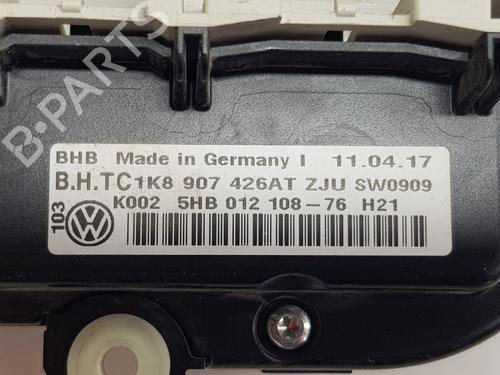 BHB Made in Germany I 11.04.17
B.H.TC1K8 907 426AT ZJU SW0909
K002 5HB 012 108-76 H21
103
B-PARTS